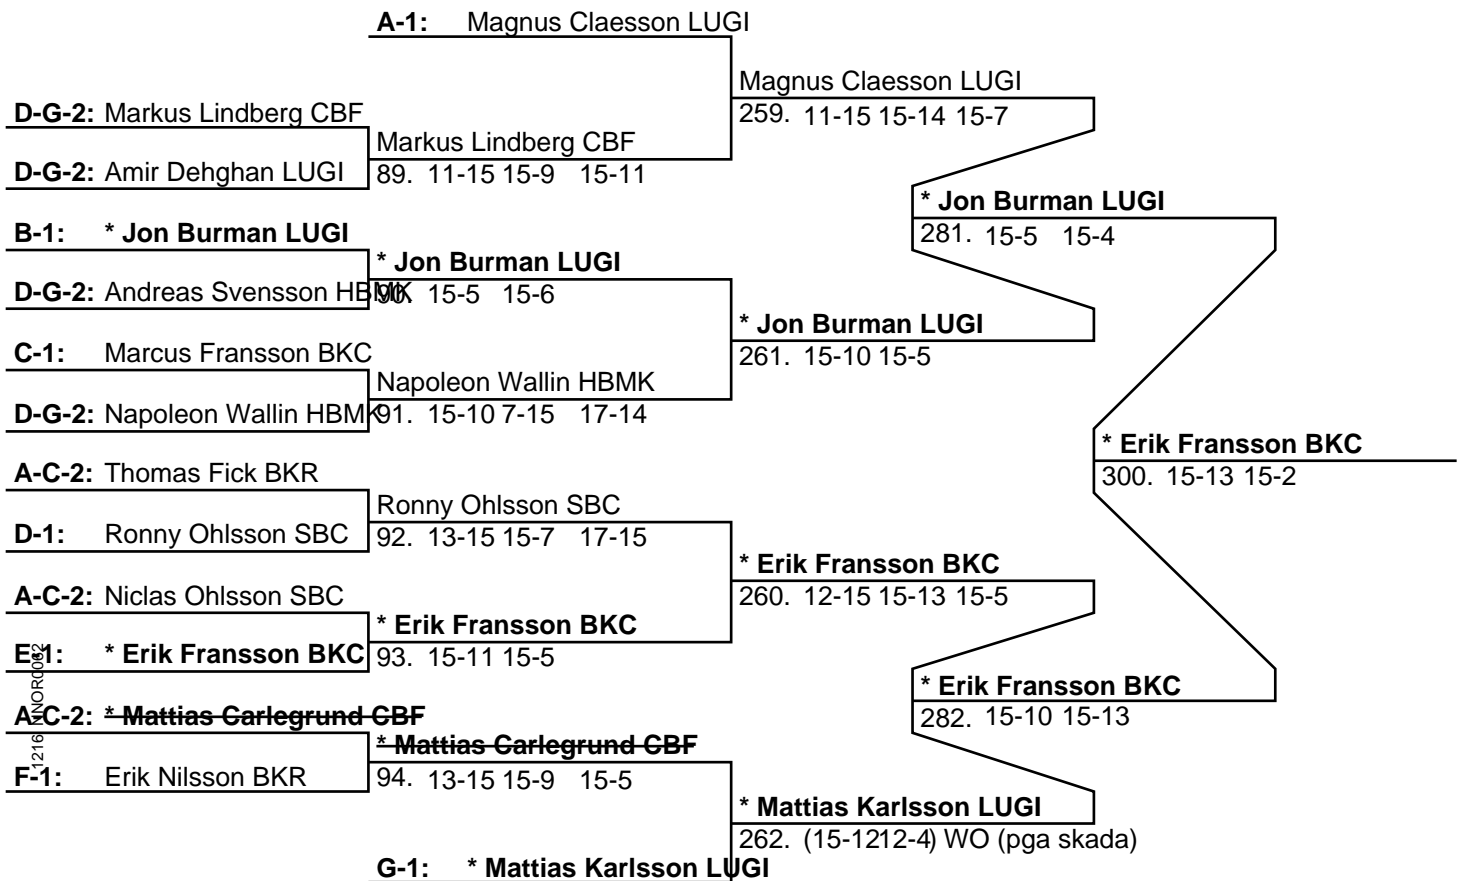 A-1: Magnus Claesson LUGI
Magnus Claesson LUGI
259. 11-15 15-14 15-7
D-G-2: Markus Lindberg CBF
Markus Lindberg CBF
89. 11-15 15-9 15-11
D-G-2: Amir Dehghan LUGI
* Jon Burman LUGI
281. 15-5 15-4
B-1: * Jon Burman LUGI
* Jon Burman LUGI
90. 15-5 15-6
D-G-2: Andreas Svensson HBMK
* Jon Burman LUGI
261. 15-10 15-5
C-1: Marcus Fransson BKC
Napoleon Wallin HBMK
91. 15-10 7-15 17-14
D-G-2: Napoleon Wallin HBMK
* Erik Fransson BKC
300. 15-13 15-2
A-C-2: Thomas Fick BKR
Ronny Ohlsson SBC
92. 13-15 15-7 17-15
D-1: Ronny Ohlsson SBC
* Erik Fransson BKC
260. 12-15 15-13 15-5
A-C-2: Niclas Ohlsson SBC
* Erik Fransson BKC
93. 15-11 15-5
E-1: * Erik Fransson BKC
* Erik Fransson BKC
282. 15-10 15-13
A-C-2: * Mattias Carlegrund CBF
* Mattias Carlegrund CBF
94. 13-15 15-9 15-5
F-1: Erik Nilsson BKR
* Mattias Karlsson LUGI
262. (15-1212-4) WO (pga skada)
G-1: * Mattias Karlsson LUGI